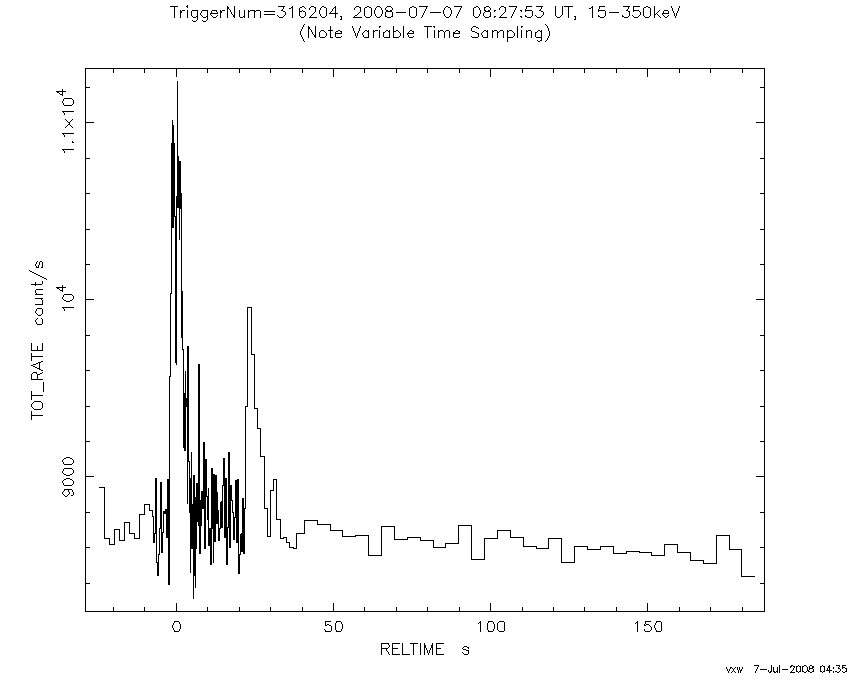 TriggerNum=316204, 2008-07-07 08:27:53 UT, 15-350keV
(Note Variable Time Sampling)
1.1×10⁴
10⁴
9000
TOT_RATE count/s
0 50 100 150
RELTIME s
vxw 7-Jul-2008 04:35